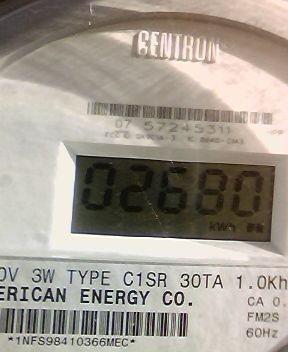 CENTRON
07 57245311
02680
kWh
0V 3W TYPE C1SR 30TA 1.0Kh
ERICAN ENERGY CO.
CA 0.
FM2S
60Hz
*1NFS98410366MEC*